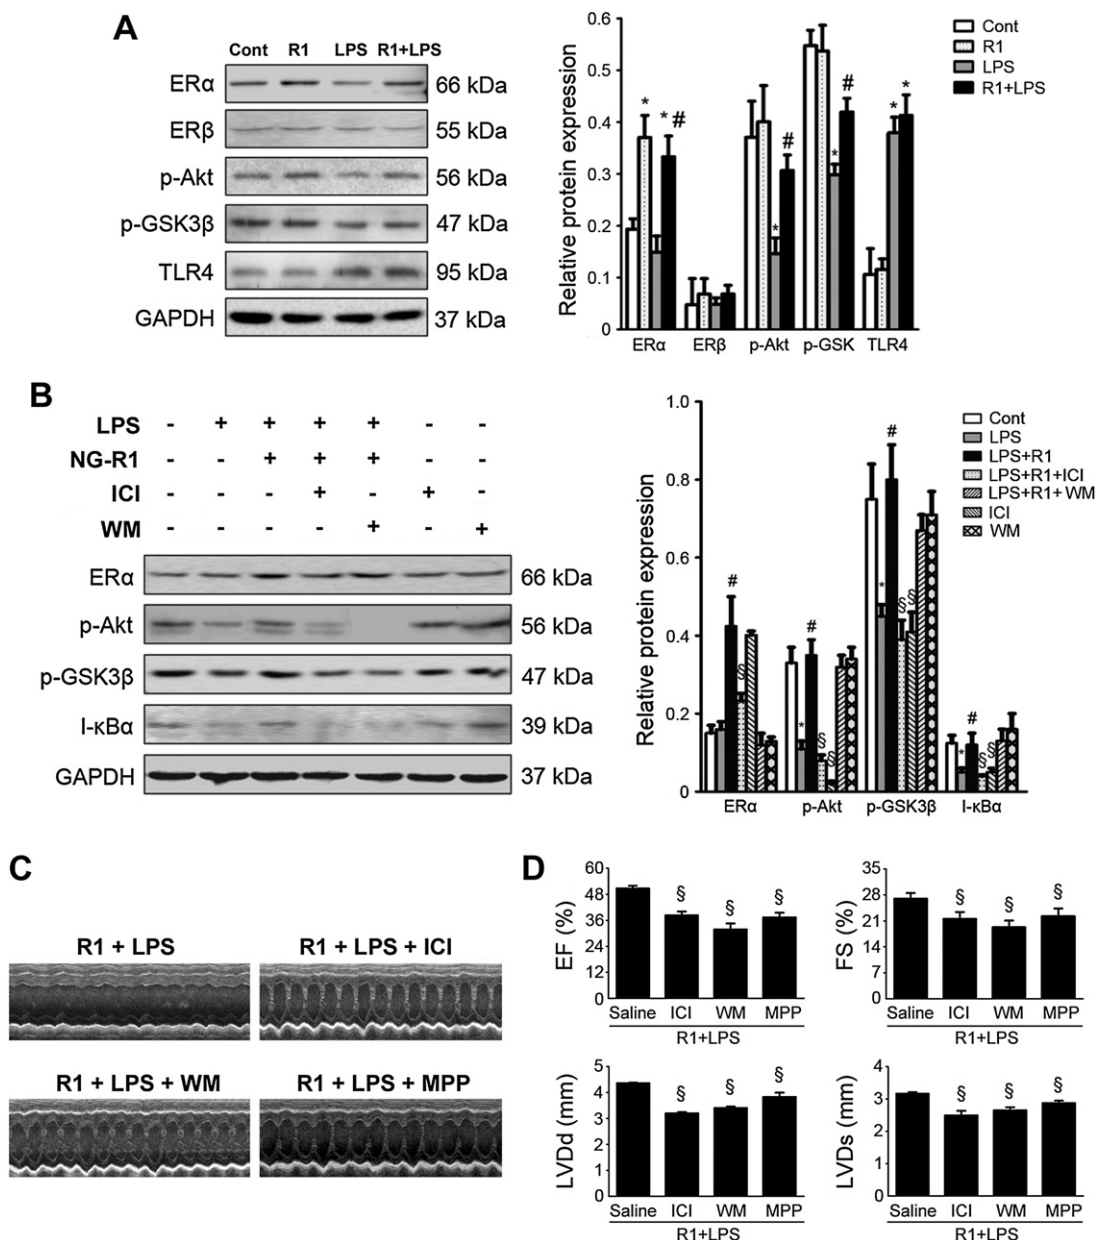 A
Cont R1 LPS R1+LPS
ERα 66 kDa
ERβ 55 kDa
p-Akt 56 kDa
p-GSK3β 47 kDa
TLR4 95 kDa
GAPDH 37 kDa
Relative protein expression
0.6
0.5
0.4
0.3
0.2
0.1
0
* * # * # * # * *
ERα ERβ p-Akt p-GSK TLR4
Cont
R1
LPS
R1+LPS
B
LPS - + + + + - -
NG-R1 - - + + + - -
ICI - - - + - + -
WM - - - - + - +
ERα 66 kDa
p-Akt 56 kDa
p-GSK3β 47 kDa
I-κBα 39 kDa
GAPDH 37 kDa
Relative protein expression
1.0
0.8
0.6
0.4
0.2
0
# § * # § § * # § § * # § §
ERα p-Akt p-GSK3β I-κBα
Cont
LPS
LPS+R1
LPS+R1+ICI
LPS+R1+WM
ICI
WM
C
R1 + LPS R1 + LPS + ICI
R1 + LPS + WM R1 + LPS + MPP
D
EF (%)
60
48
36
24
12
0
§ § §
Saline ICI WM MPP
R1+LPS
FS (%)
35
28
21
14
7
0
§ § §
Saline ICI WM MPP
R1+LPS
LVDd (mm)
5
4
3
2
1
0
§ § §
Saline ICI WM MPP
R1+LPS
LVDs (mm)
4
3
2
1
0
§ § §
Saline ICI WM MPP
R1+LPS